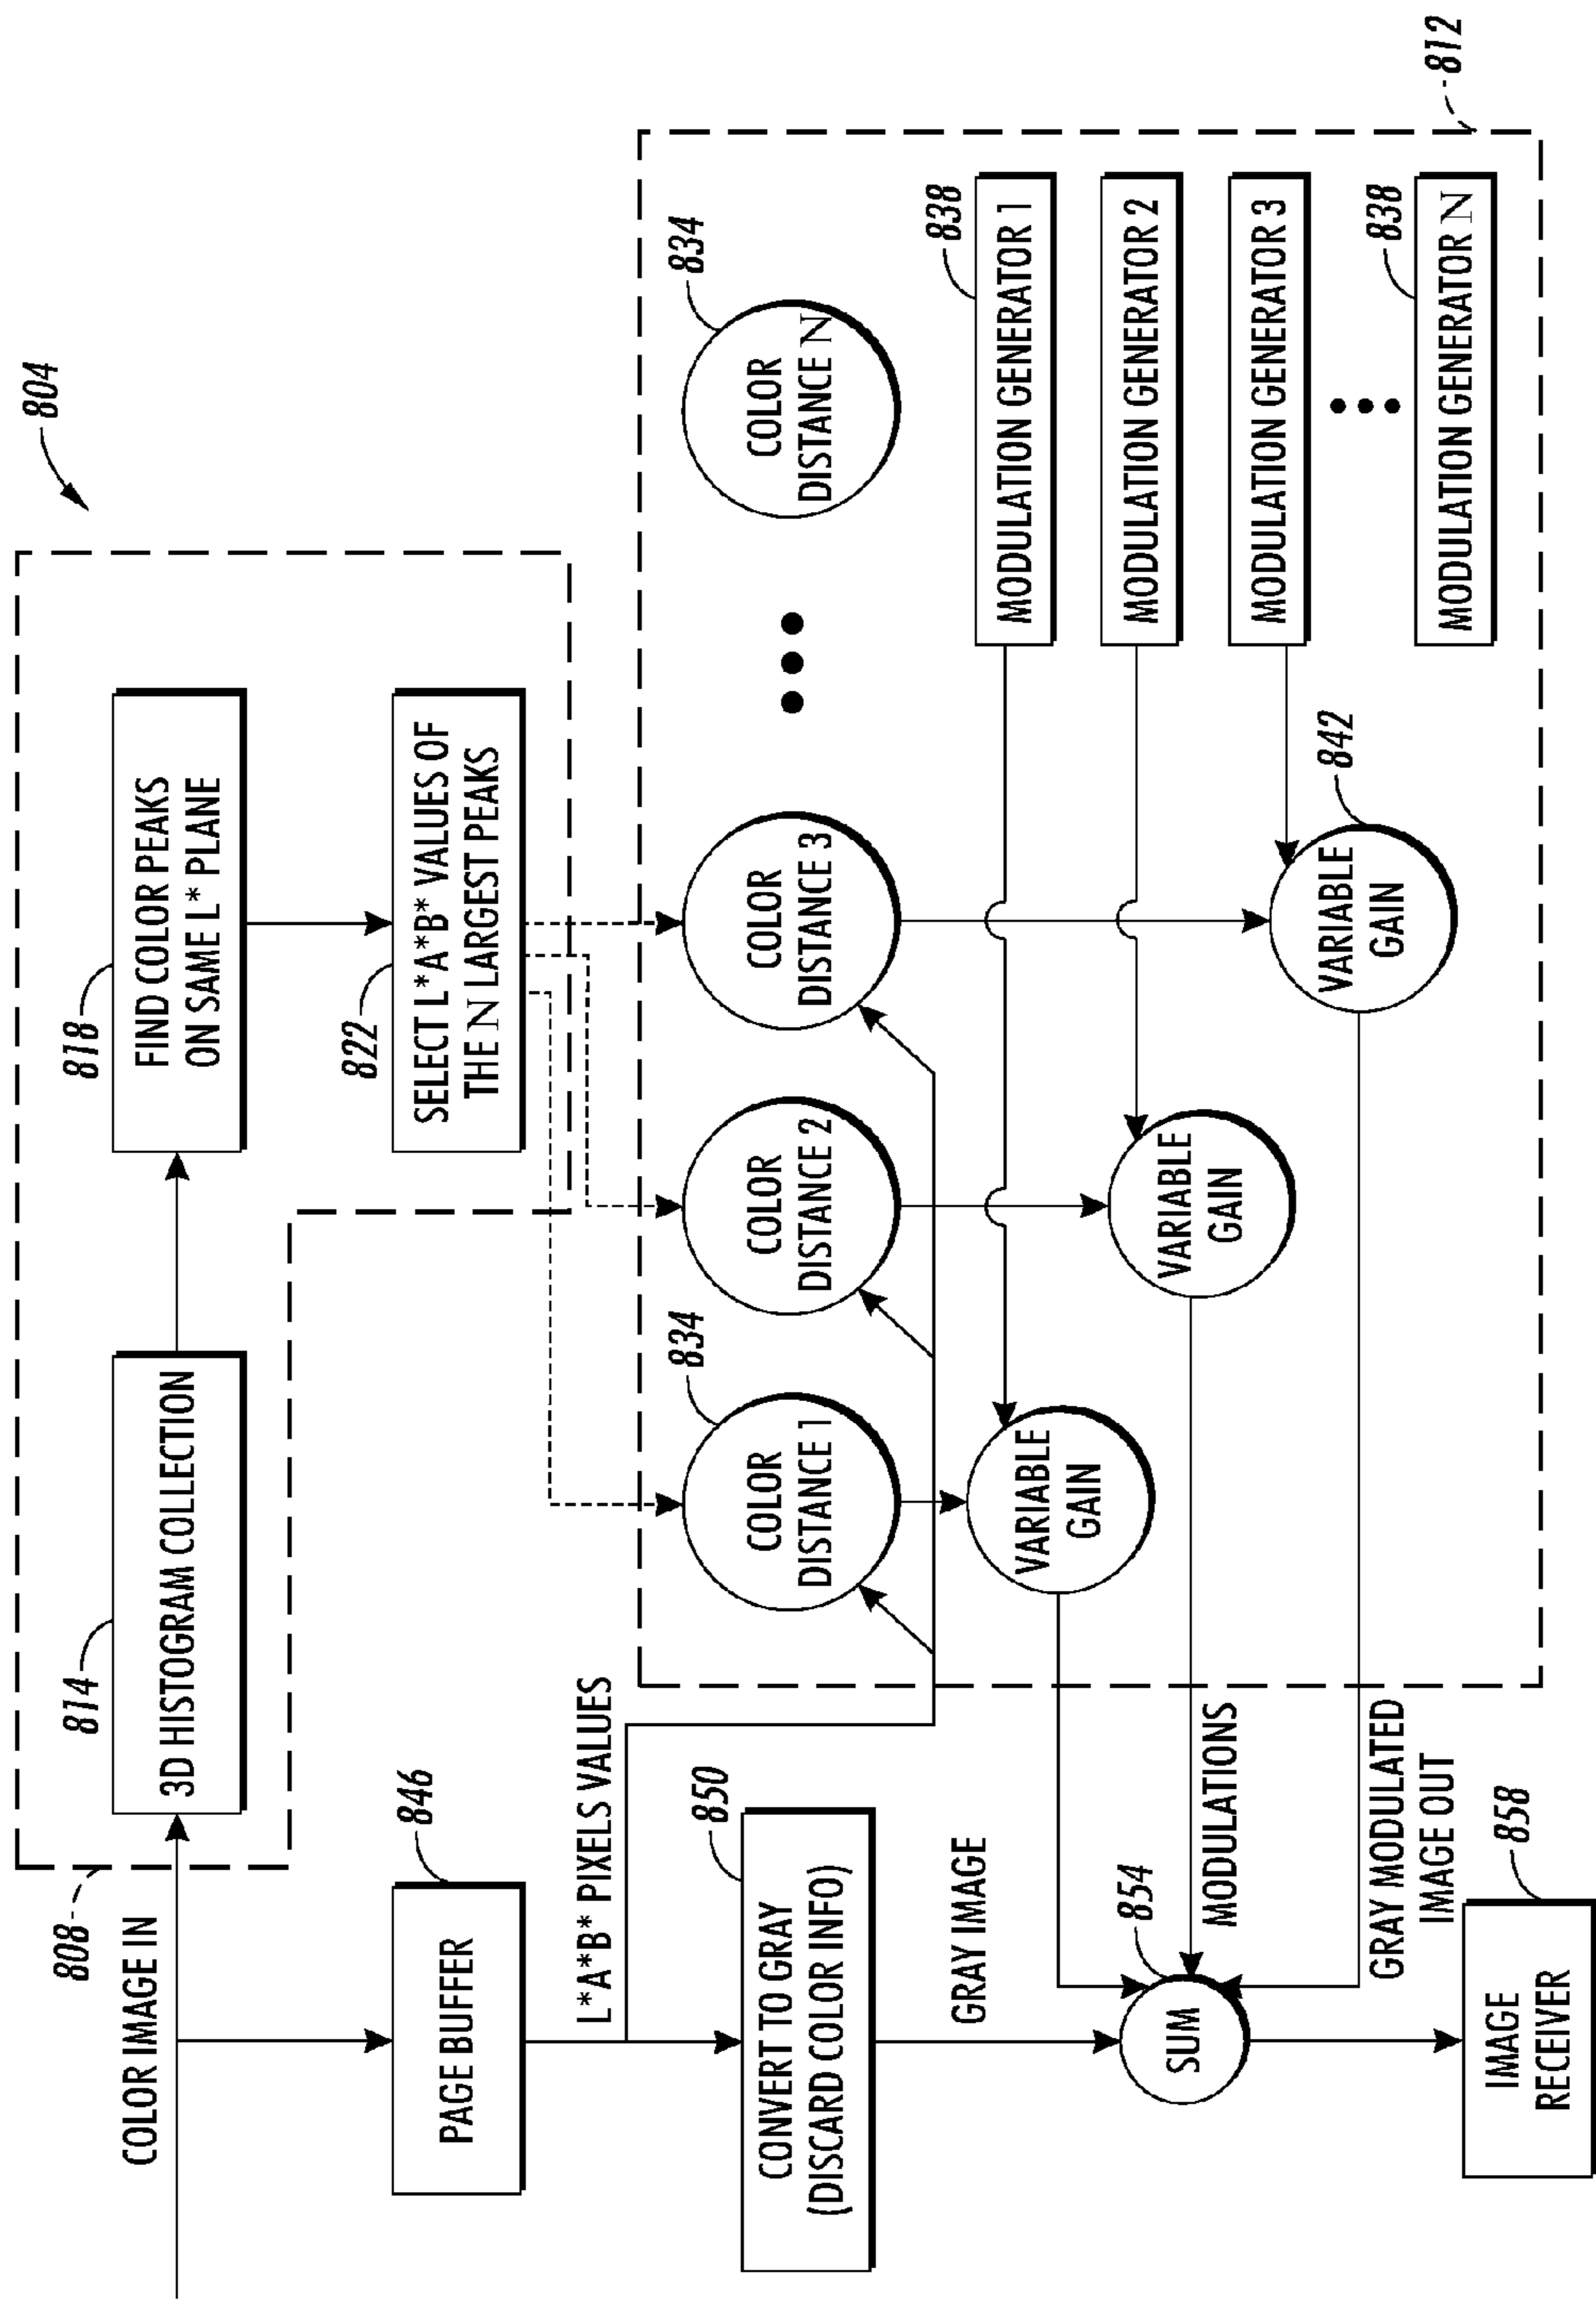 804
808
COLOR IMAGE IN
814
3D HISTOGRAM COLLECTION
818
FIND COLOR PEAKS
ON SAME L* PLANE
822
SELECT L*A*B* VALUES OF
THE N LARGEST PEAKS
846
PAGE BUFFER
L*A*B* PIXELS VALUES
834
COLOR
DISTANCE 1
COLOR
DISTANCE 2
COLOR
DISTANCE 3
834
COLOR
DISTANCE N
850
CONVERT TO GRAY
(DISCARD COLOR INFO)
GRAY IMAGE
VARIABLE
GAIN
VARIABLE
GAIN
842
VARIABLE
GAIN
838
MODULATION GENERATOR 1
MODULATION GENERATOR 2
MODULATION GENERATOR 3
838
MODULATION GENERATOR N
812
854
SUM
MODULATIONS
GRAY MODULATED
IMAGE OUT
858
IMAGE
RECEIVER